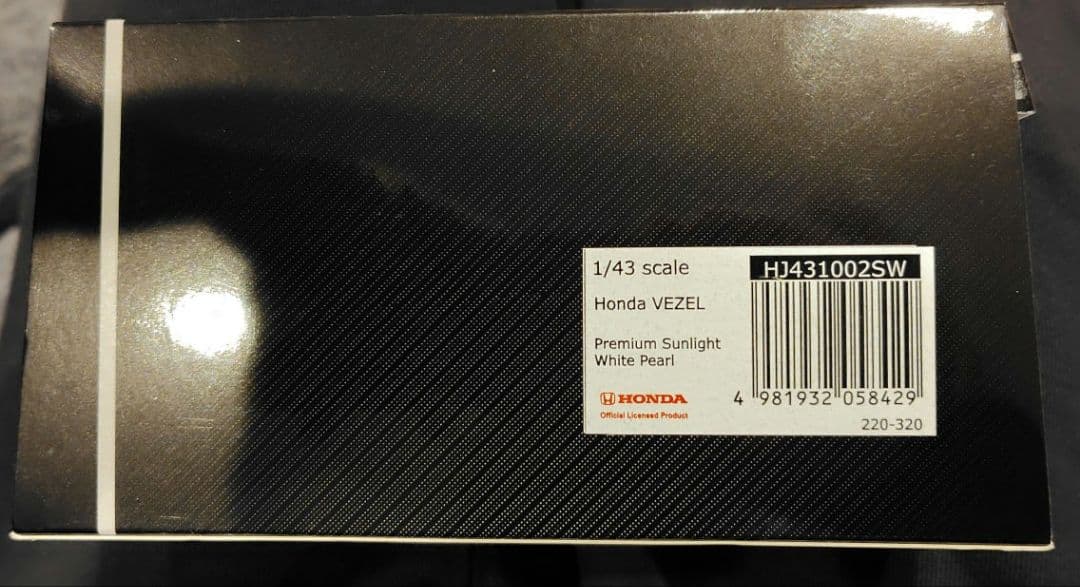 1/43 scale
HJ431002SW
Honda VEZEL
Premium Sunlight
White Pearl
HONDA
Official Licensed Product
4 981932 058429
220-320